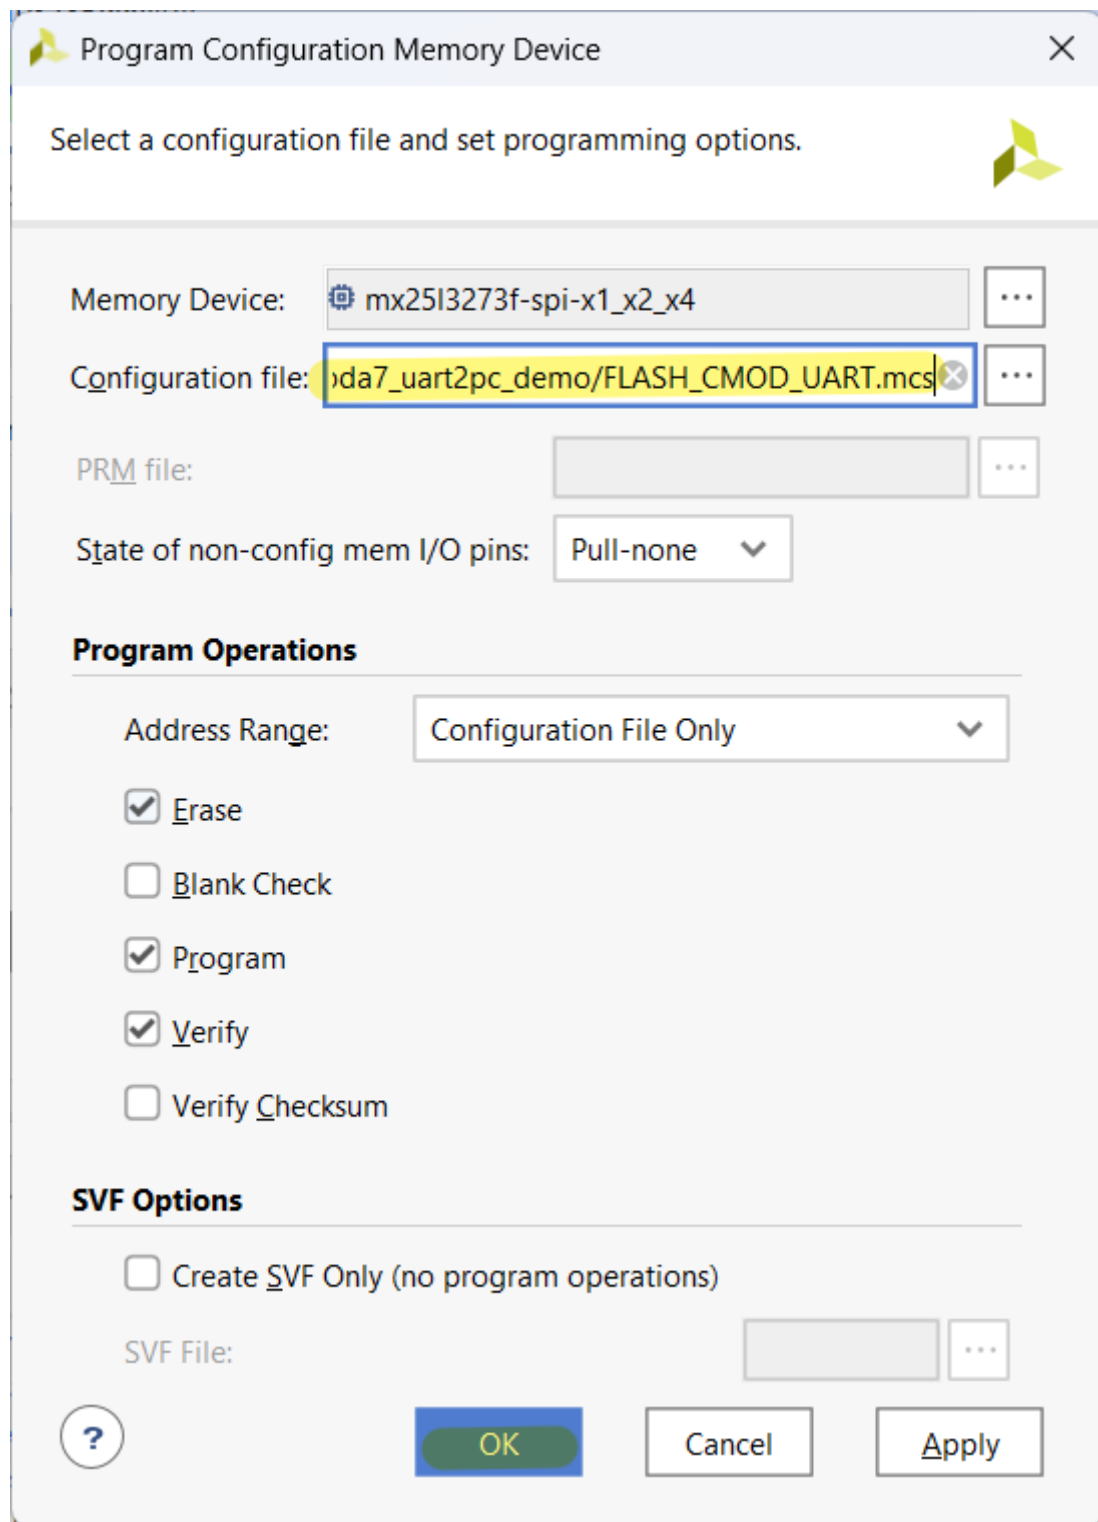 Program Configuration Memory Device
Select a configuration file and set programming options.
Memory Device: mx25l3273f-spi-x1_x2_x4 ...
Configuration file: da7_uart2pc_demo/FLASH_CMOD_UART.mcs ...
PRM file: ...
State of non-config mem I/O pins: Pull-none
Program Operations
Address Range: Configuration File Only
Erase
Blank Check
Program
Verify
Verify Checksum
SVF Options
Create SVF Only (no program operations)
SVF File: ...
? OK Cancel Apply